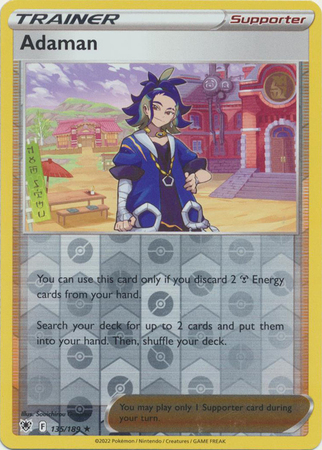 TRAINER Supporter
Adaman
You can use this card only if you discard 2 Energy
cards from your hand.
Search your deck for up to 2 cards and put them
into your hand. Then, shuffle your deck.
Illus. Souichirou
F 135/189 ★
You may play only 1 Supporter card during
your turn.
©2022 Pokémon / Nintendo / Creatures / GAME FREAK